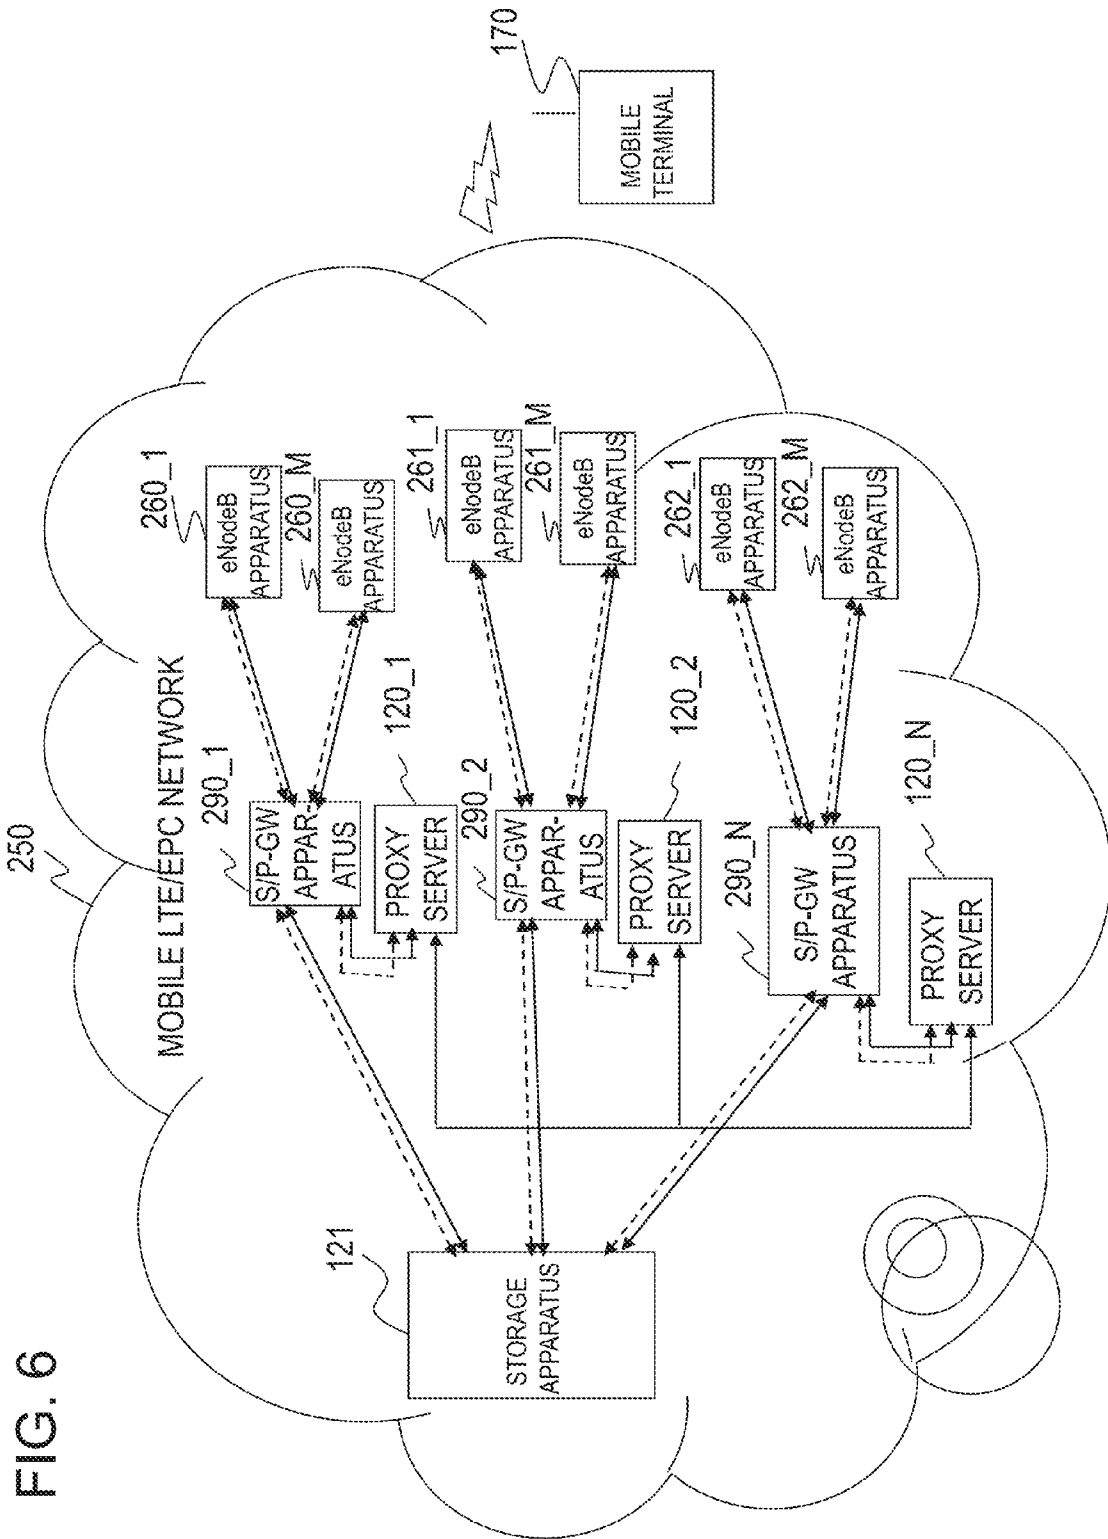 FIG. 6
250
MOBILE LTE/EPC NETWORK
121
STORAGE
APPARATUS
290_1
S/P-GW
APPAR-
ATUS
120_1
PROXY
SERVER
290_2
S/P-GW
APPAR-
ATUS
120_2
PROXY
SERVER
290_N
S/P-GW
APPARATUS
120_N
PROXY
SERVER
260_1
eNodeB
APPARATUS
260_M
eNodeB
APPARATUS
261_1
eNodeB
APPARATUS
261_M
eNodeB
APPARATUS
262_1
eNodeB
APPARATUS
262_M
eNodeB
APPARATUS
170
MOBILE
TERMINAL